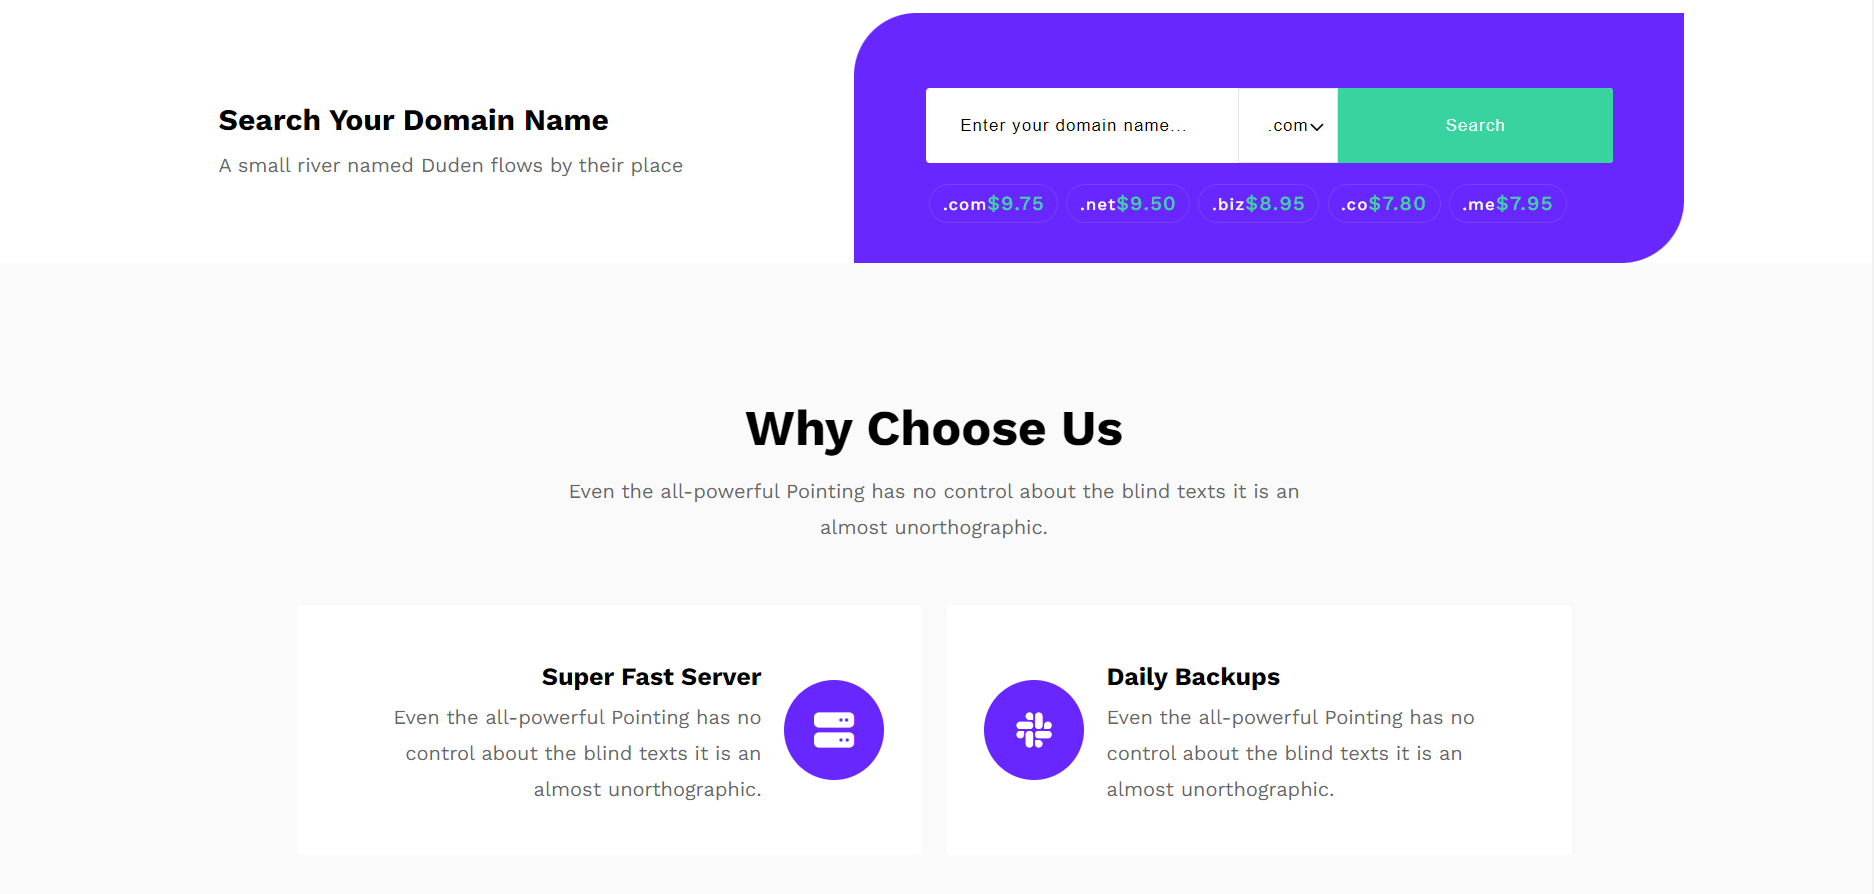 Search Your Domain Name
A small river named Duden flows by their place
Enter your domain name...
.com
Search
.com$9.75
.net$9.50
.biz$8.95
.co$7.80
.me$7.95
Why Choose Us
Even the all-powerful Pointing has no control about the blind texts it is an
almost unorthographic.
Super Fast Server
Even the all-powerful Pointing has no
control about the blind texts it is an
almost unorthographic.
Daily Backups
Even the all-powerful Pointing has no
control about the blind texts it is an
almost unorthographic.